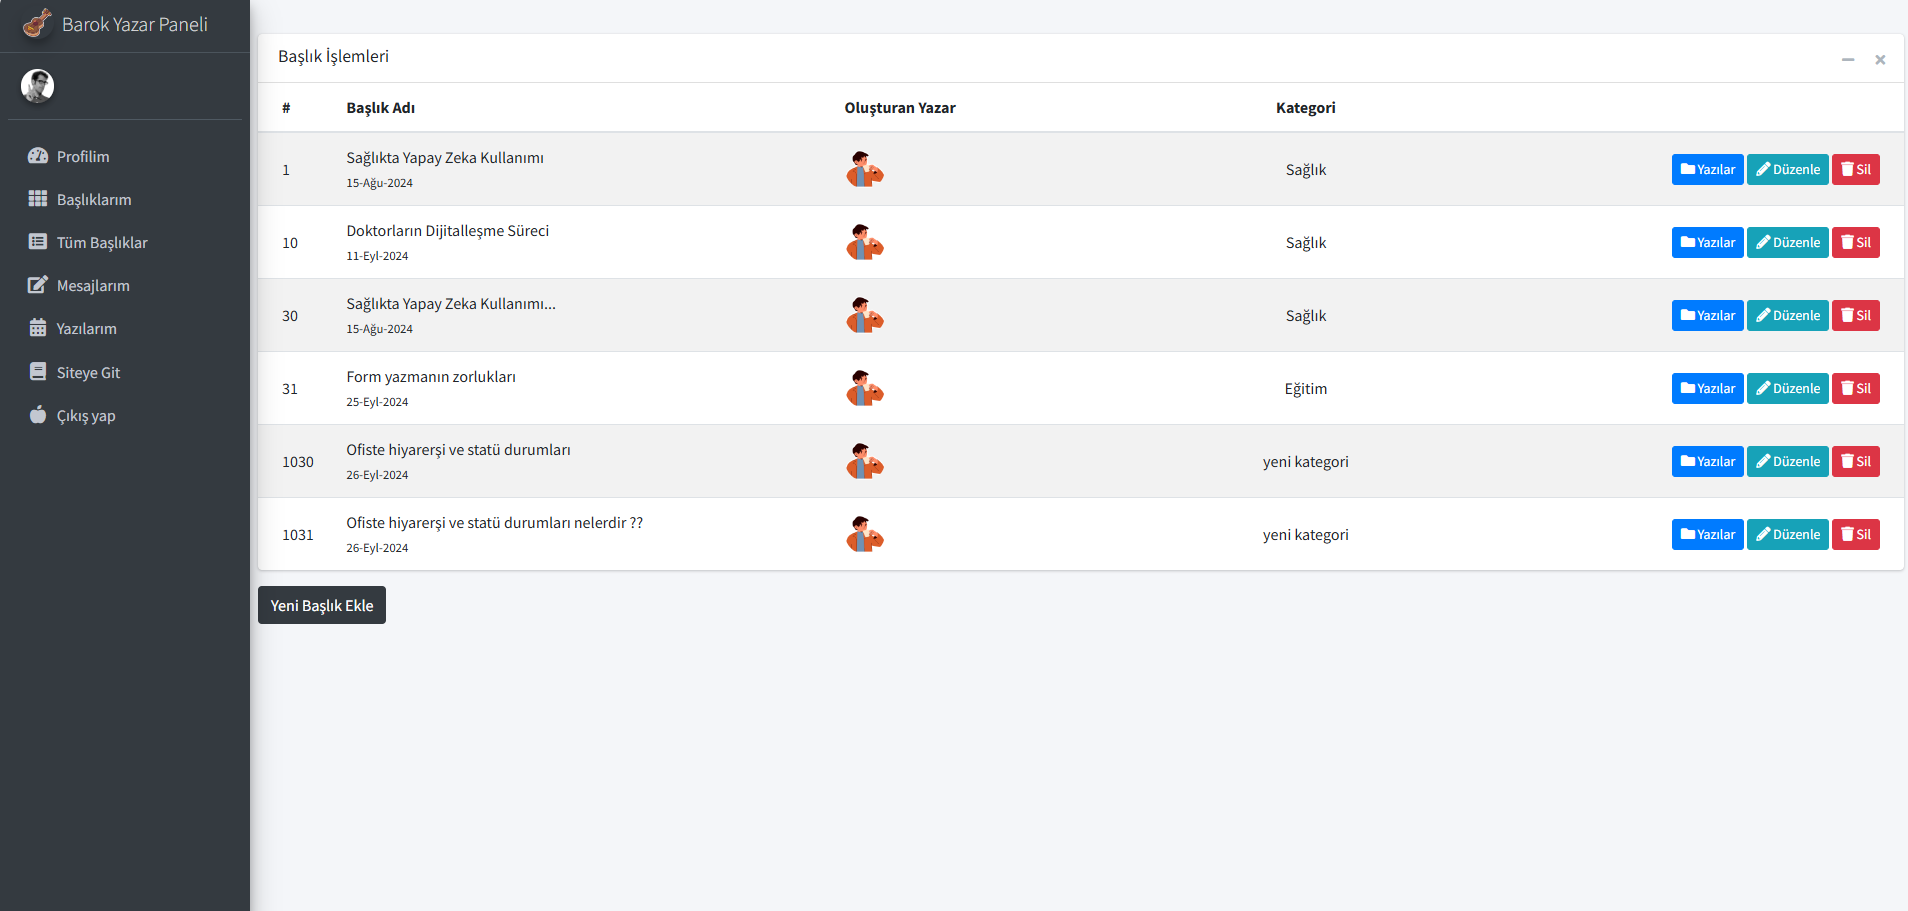 Barok Yazar Paneli
Profilim
Başlıklarım
Tüm Başlıklar
Mesajlarım
Yazılarım
Siteye Git
Çıkış yap
Başlık İşlemleri
# Başlık Adı Oluşturan Yazar Kategori
1 Sağlıkta Yapay Zeka Kullanımı Sağlık Yazılar Düzenle Sil
15-Ağu-2024
10 Doktorların Dijitalleşme Süreci Sağlık Yazılar Düzenle Sil
11-Eyl-2024
30 Sağlıkta Yapay Zeka Kullanımı... Sağlık Yazılar Düzenle Sil
15-Ağu-2024
31 Form yazmanın zorlukları Eğitim Yazılar Düzenle Sil
25-Eyl-2024
1030 Ofiste hiyarerşi ve statü durumları yeni kategori Yazılar Düzenle Sil
26-Eyl-2024
1031 Ofiste hiyarerşi ve statü durumları nelerdir ?? yeni kategori Yazılar Düzenle Sil
26-Eyl-2024
Yeni Başlık Ekle